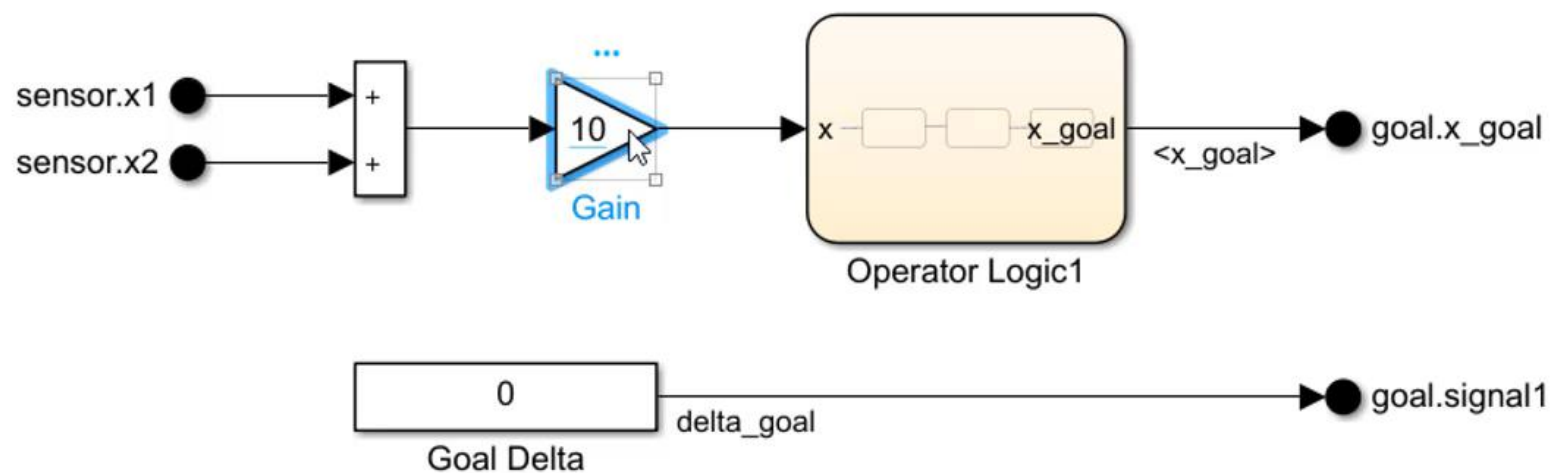 sensor.x1
+
sensor.x2
+
...
10
Gain
x
x_goal
Operator Logic1
<x_goal>
goal.x_goal
0
Goal Delta
delta_goal
goal.signal1